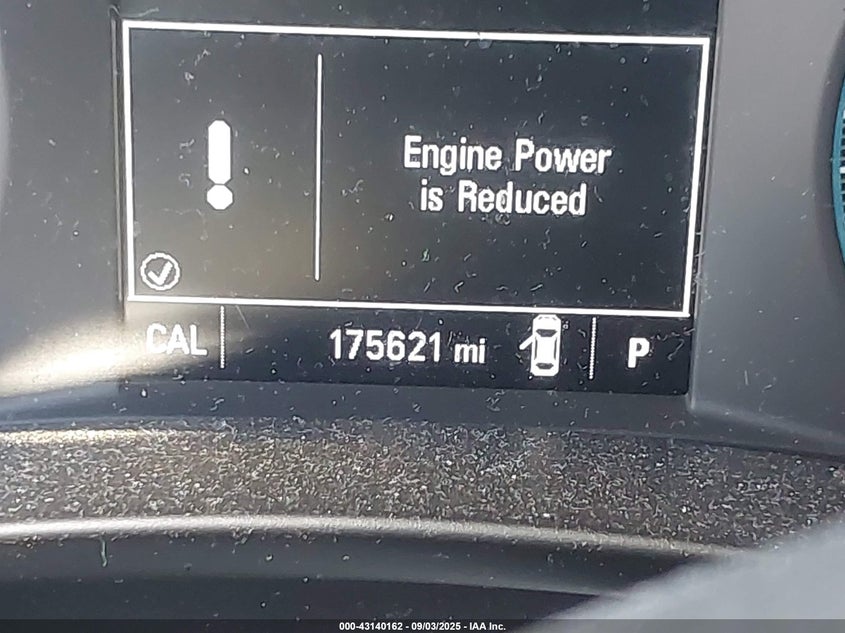 Engine Power
is Reduced
CAL
175621 mi
P
000-43140162 - 09/03/2025 - IAA Inc.